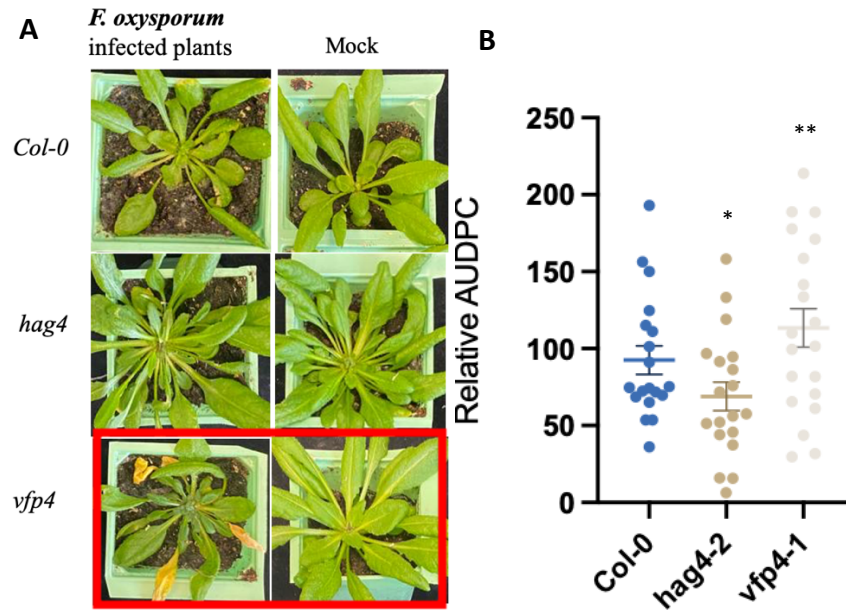 A
F. oxysporum
infected plants
Mock
Col-0
hag4
vfp4
B
Relative AUDPC
250
200
150
100
50
0
*
**
Col-0
hag4-2
vfp4-1